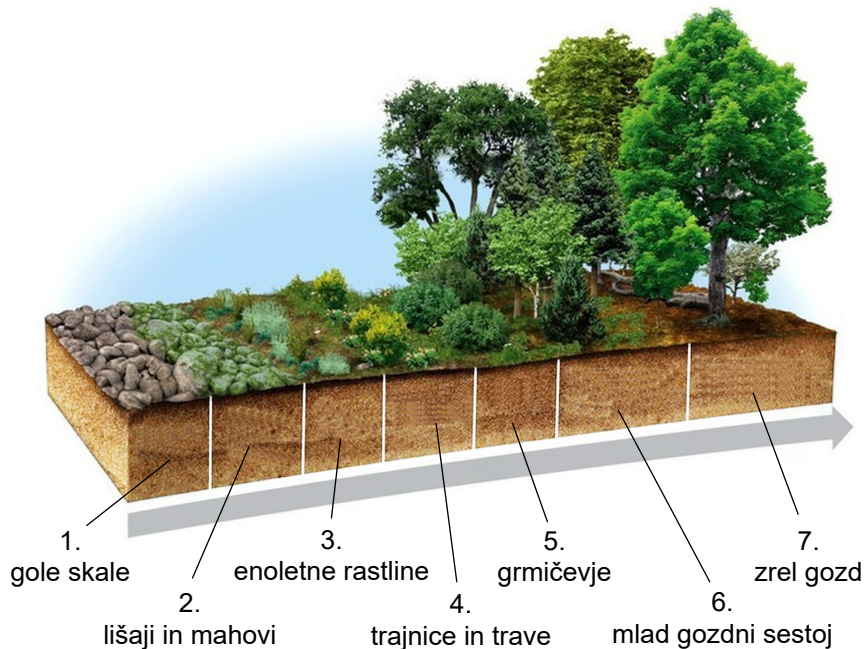 1.
gole skale
2.
lišaji in mahovi
3.
enoletne rastline
4.
trajnice in trave
5.
grmičevje
6.
mlad gozdni sestoj
7.
zrel gozd